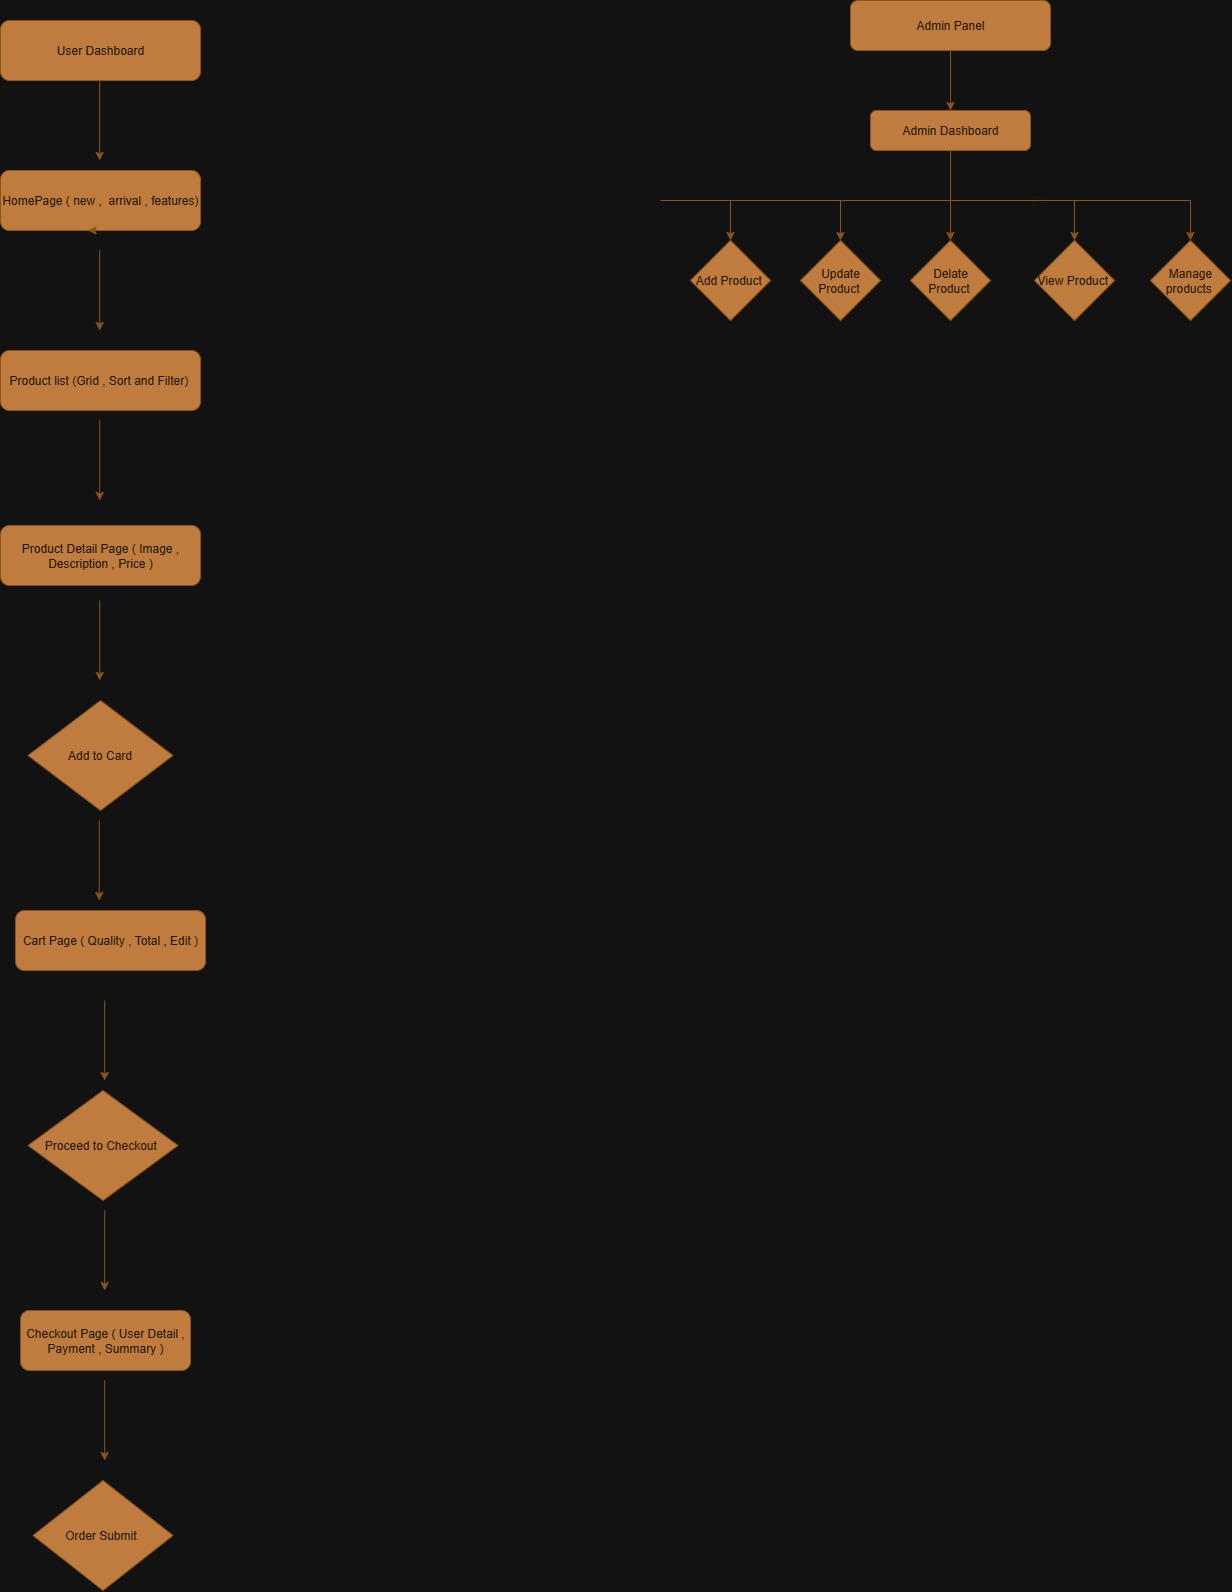 User Dashboard
HomePage ( new ,  arrival , features)
Product list (Grid , Sort and Filter)
Product Detail Page ( Image ,
Description , Price )
Add to Card
Cart Page ( Quality , Total , Edit )
Proceed to Checkout
Checkout Page ( User Detail ,
Payment , Summary )
Order Submit
Admin Panel
Admin Dashboard
Add Product
Update
Product
Delate
Product
View Product
Manage
products